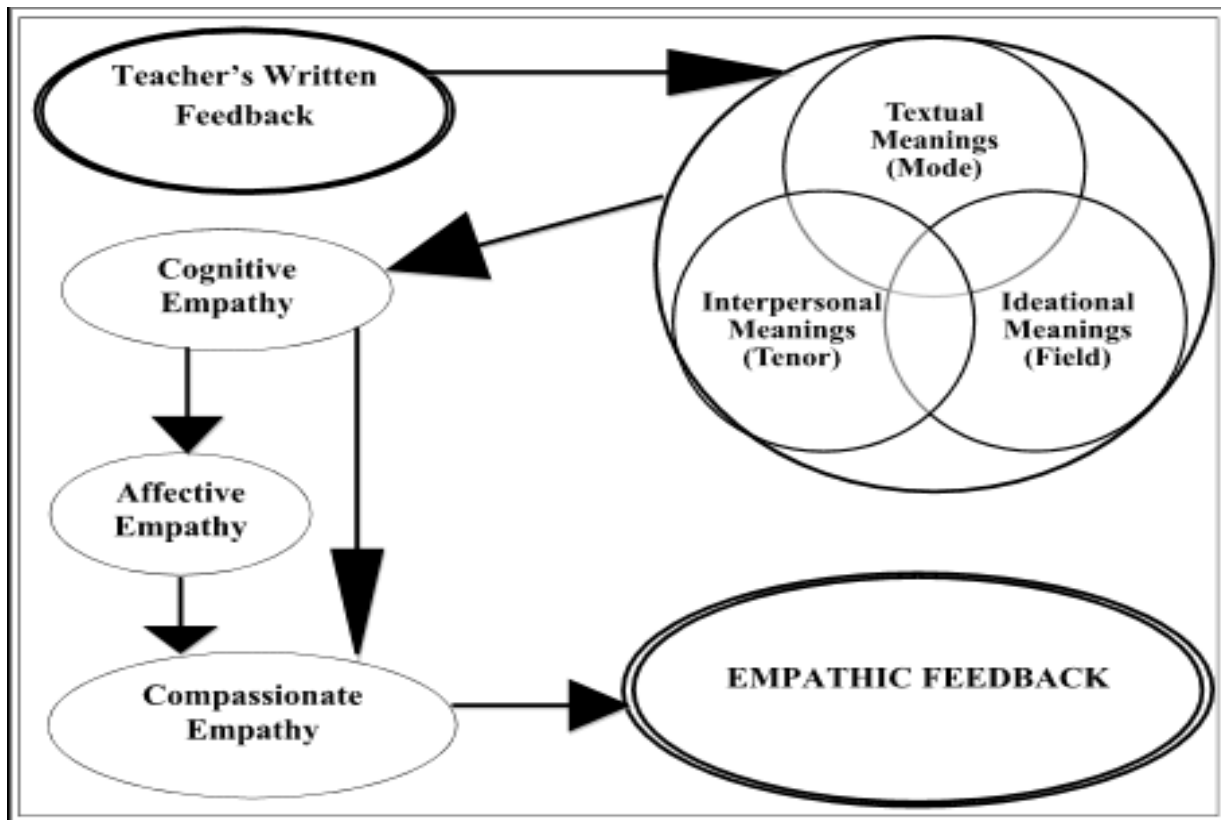 Teacher's Written
Feedback
Textual
Meanings
(Mode)
Cognitive
Empathy
Interpersonal
Meanings
(Tenor)
Ideational
Meanings
(Field)
Affective
Empathy
Compassionate
Empathy
EMPATHIC FEEDBACK